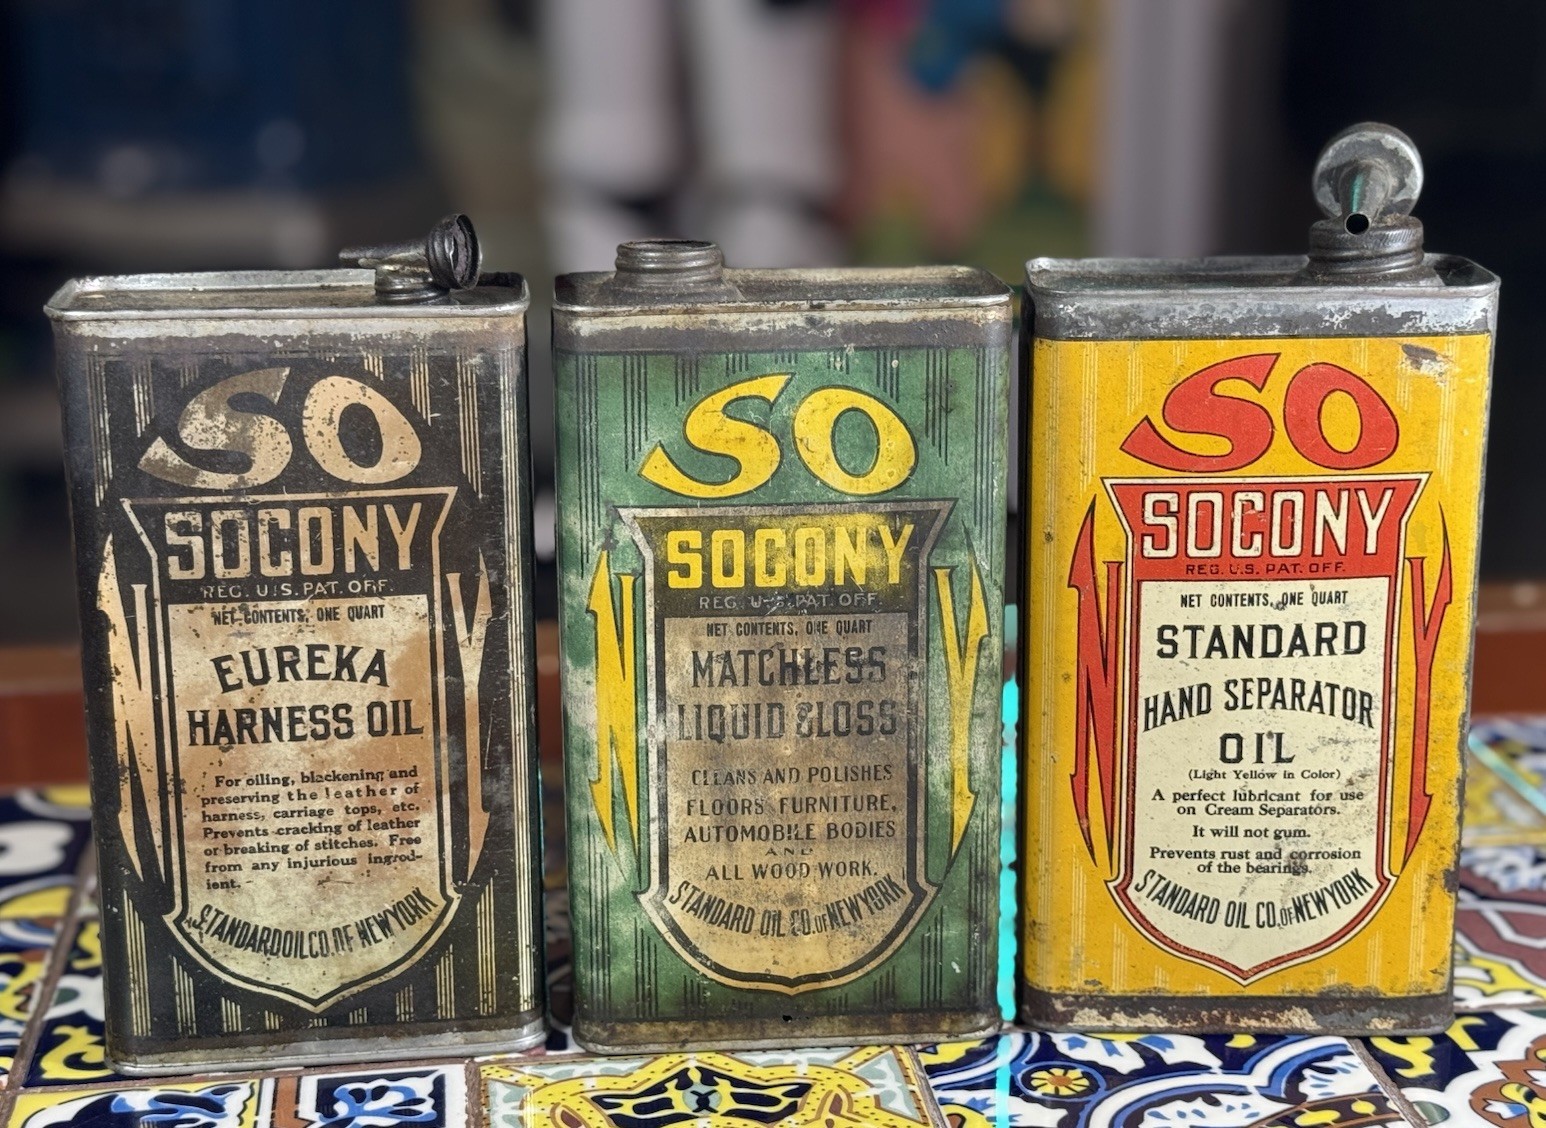 SO
SOCONY
REG. U.S. PAT. OFF.
NET CONTENTS, ONE QUART
EUREKA
HARNESS OIL
For oiling, blackening and
preserving the leather of
harness, carriage tops, etc.
Prevents cracking of leather
or breaking of stitches. Free
from any injurious ingred-
ient.
STANDARD OIL CO. OF NEW YORK
N Y
SO
SOCONY
REG. U.S. PAT. OFF.
NET CONTENTS, ONE QUART
MATCHLESS
LIQUID GLOSS
CLEANS AND POLISHES
FLOORS, FURNITURE,
AUTOMOBILE BODIES
AND
ALL WOOD WORK.
STANDARD OIL CO. OF NEW YORK
N Y
SO
SOCONY
REG. U.S. PAT. OFF.
NET CONTENTS, ONE QUART
STANDARD
HAND SEPARATOR
OIL
(Light Yellow in Color)
A perfect lubricant for use
on Cream Separators.
It will not gum.
Prevents rust and corrosion
of the bearings.
STANDARD OIL CO. OF NEW YORK
N Y